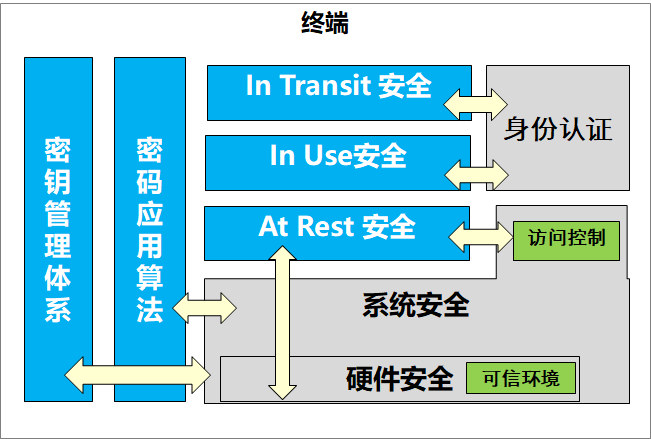 终端
密钥管理体系
密码应用算法
In Transit 安全
In Use安全
身份认证
At Rest 安全
访问控制
系统安全
硬件安全
可信环境